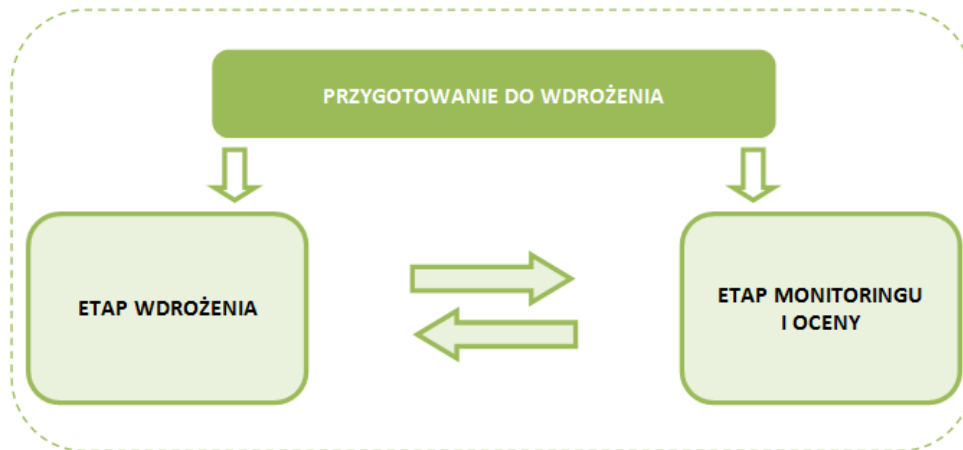 PRZYGOTOWANIE DO WDROŻENIA
ETAP WDROŻENIA
ETAP MONITORINGU
I OCENY